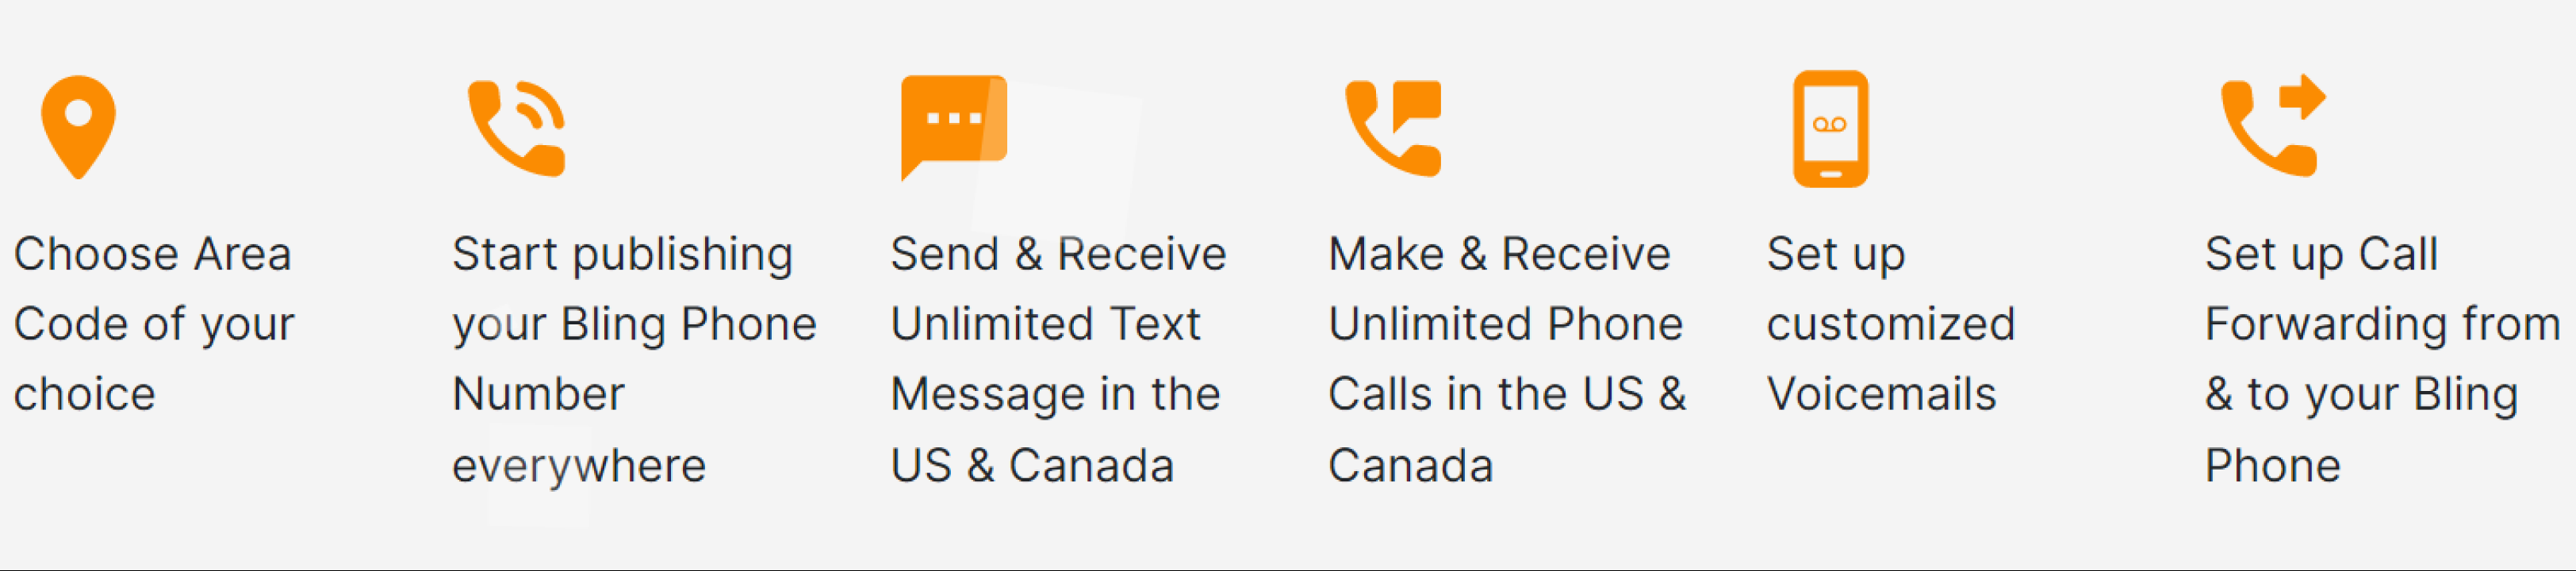 Choose Area
Code of your
choice
Start publishing
your Bling Phone
Number
everywhere
Send & Receive
Unlimited Text
Message in the
US & Canada
Make & Receive
Unlimited Phone
Calls in the US &
Canada
Set up
customized
Voicemails
Set up Call
Forwarding from
& to your Bling
Phone